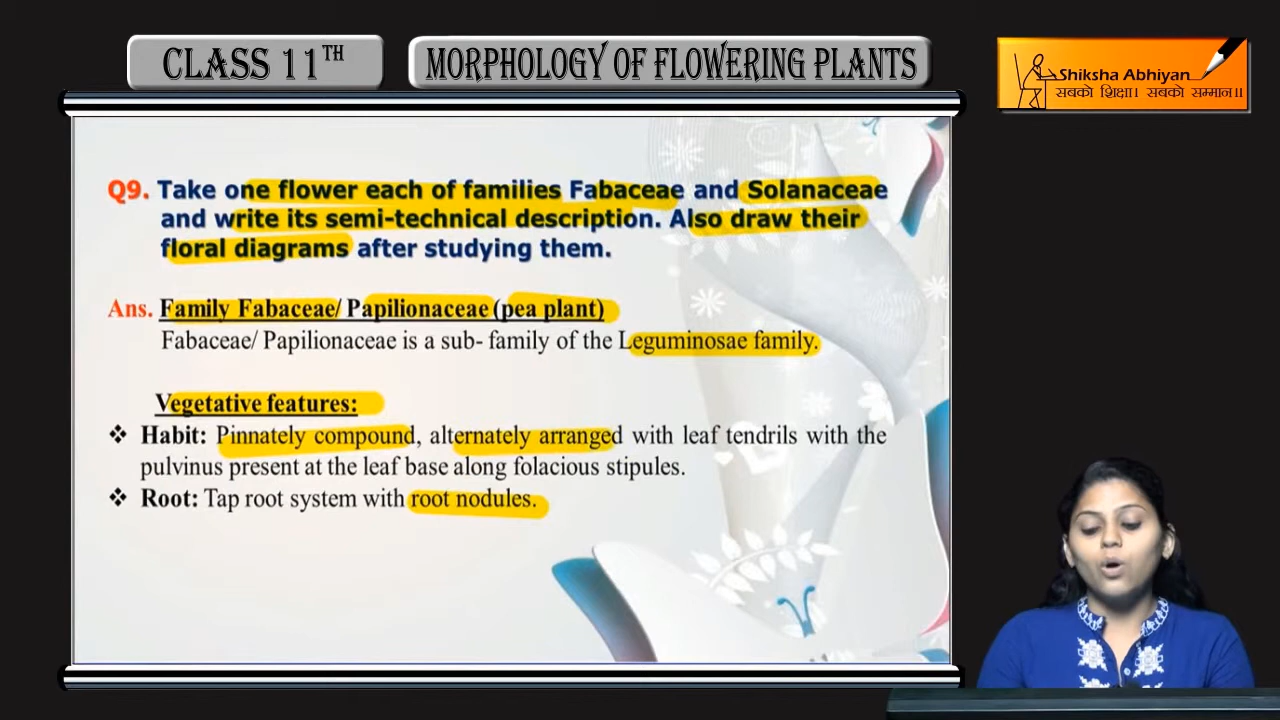 CLASS 11TH
MORPHOLOGY OF FLOWERING PLANTS
Shiksha Abhiyan
सबको शिक्षा। सबको सम्मान॥
Q9. Take one flower each of families Fabaceae and Solanaceae
and write its semi-technical description. Also draw their
floral diagrams after studying them.
Ans. Family Fabaceae/ Papilionaceae (pea plant)
Fabaceae/ Papilionaceae is a sub- family of the Leguminosae family.
Vegetative features:
❖ Habit: Pinnately compound, alternately arranged with leaf tendrils with the
pulvinus present at the leaf base along folacious stipules.
❖ Root: Tap root system with root nodules.